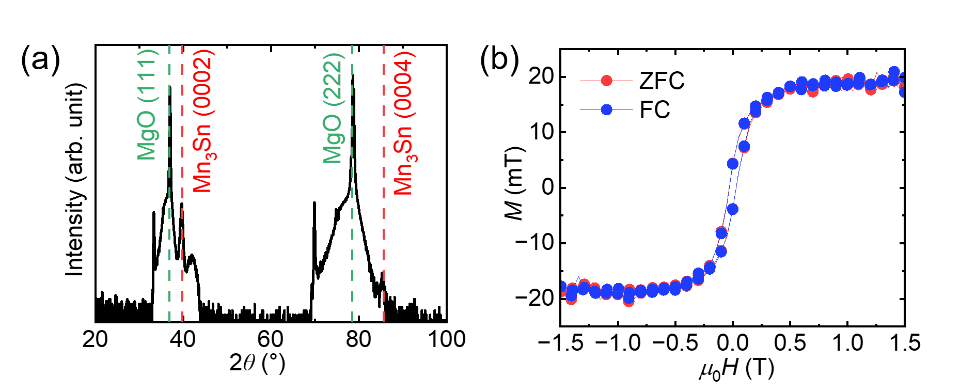 (a)
Intensity (arb. unit)
MgO (111)
Mn3Sn (0002)
MgO (222)
Mn3Sn (0004)
20 40 60 80 100
2θ (°)
(b)
ZFC
FC
M (mT)
20
10
0
−10
−20
−1.5 −1.0 −0.5 0.0 0.5 1.0 1.5
μ0H (T)